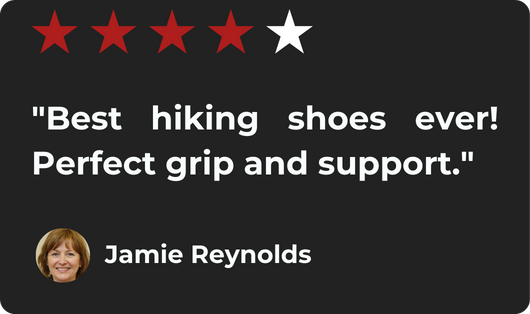 "Best hiking shoes ever!
Perfect grip and support."
Jamie Reynolds